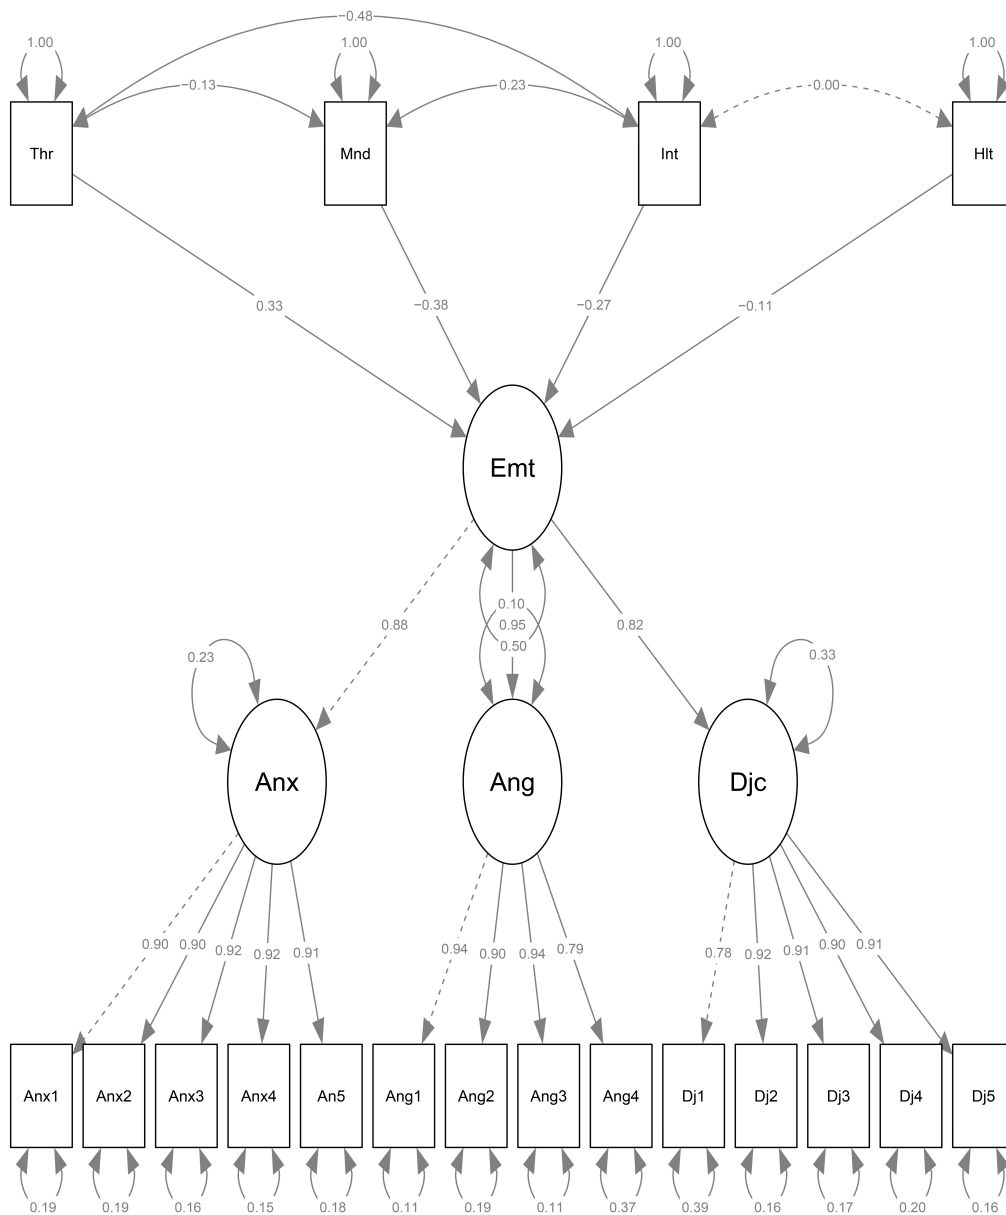 −0.48
1.00 1.00 1.00 1.00
−0.13 0.23 0.00
Thr Mnd Int Hlt
0.33 −0.38 −0.27 −0.11
Emt
0.10
0.88 0.95 0.82
0.50
0.23 0.33
Anx Ang Djc
0.90 0.90 0.92 0.92 0.91 0.94 0.90 0.94 0.79 0.78 0.92 0.91 0.90 0.91
Anx1 Anx2 Anx3 Anx4 An5 Ang1 Ang2 Ang3 Ang4 Dj1 Dj2 Dj3 Dj4 Dj5
0.19 0.19 0.16 0.15 0.18 0.11 0.19 0.11 0.37 0.39 0.16 0.17 0.20 0.16